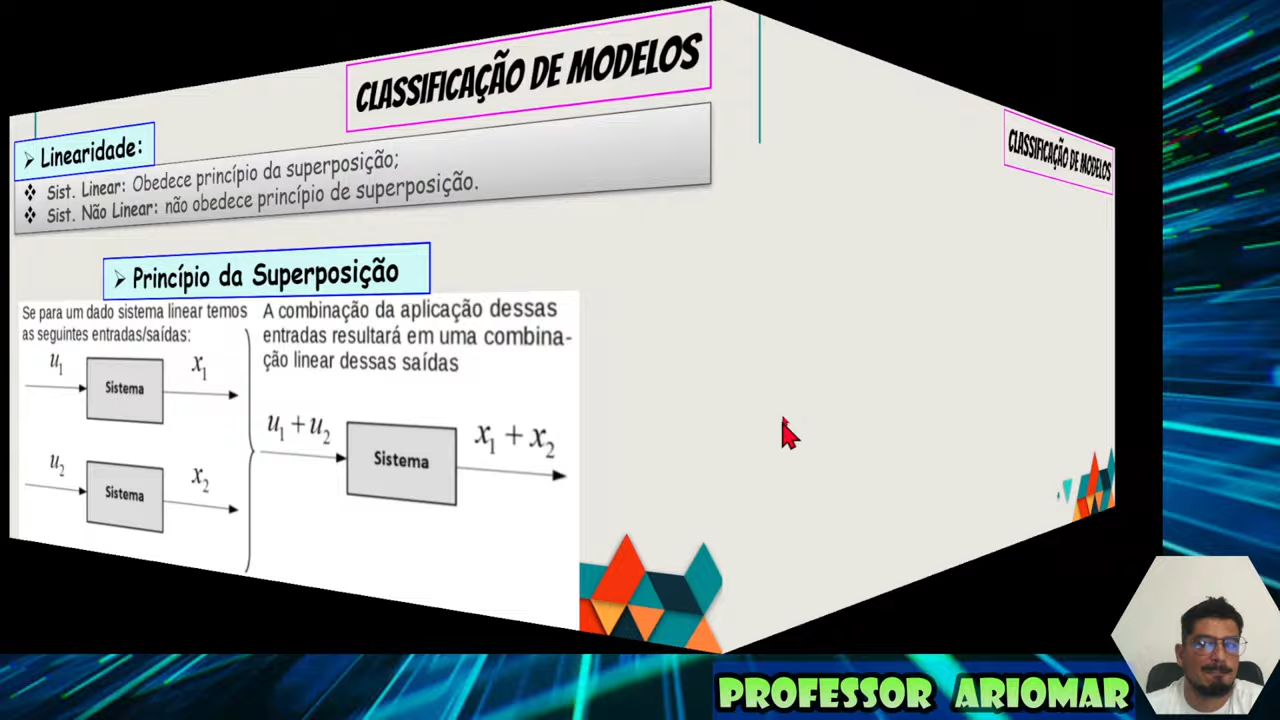 CLASSIFICAÇÃO DE MODELOS
➢ Linearidade:
❖ Sist. Linear: Obedece princípio da superposição;
❖ Sist. Não Linear: não obedece princípio de superposição.
➢ Princípio da Superposição
Se para um dado sistema linear temos
as seguintes entradas/saídas:
u₁ Sistema x₁
u₂ Sistema x₂
A combinação da aplicação dessas
entradas resultará em uma combina-
ção linear dessas saídas
u₁+u₂ Sistema x₁ + x₂
CLASSIFICAÇÃO DE MODELOS
PROFESSOR ARIOMAR